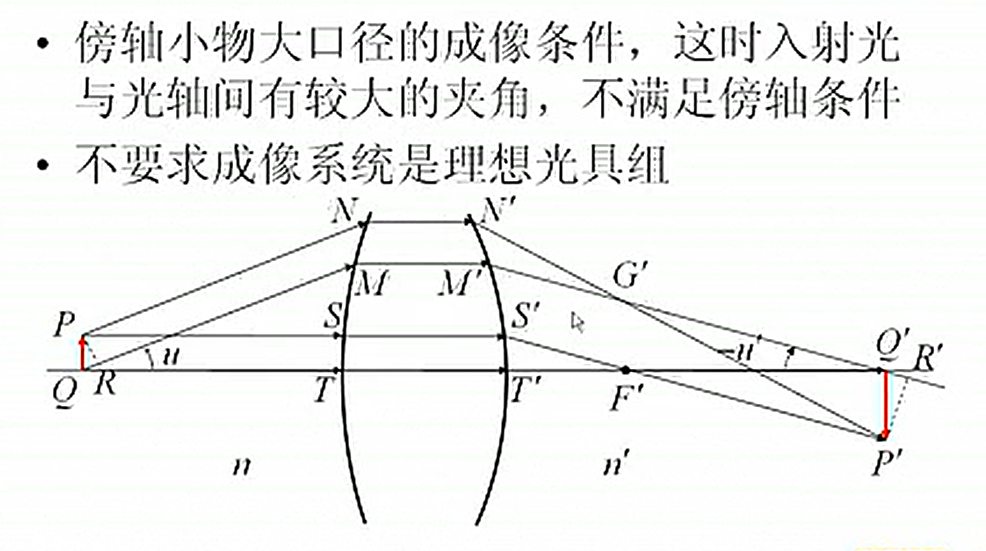 • 傍轴小物大口径的成像条件，这时入射光
与光轴间有较大的夹角，不满足傍轴条件
• 不要求成像系统是理想光具组
N N'
M M' G'
P S S'
u -u' Q' R'
Q R T T' F'
n n' P'